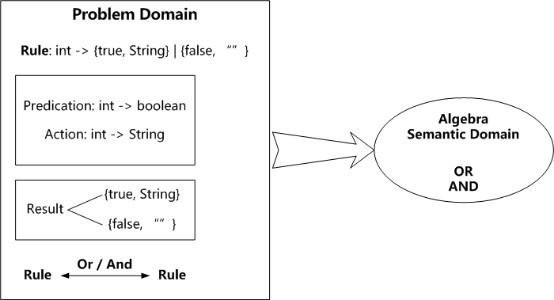 Problem Domain
Rule: int -> {true, String} | {false, “” }
Predication: int -> boolean
Action: int -> String
{true, String}
Result
{false, “” }
Or / And
Rule Rule
Algebra
Semantic Domain
OR
AND